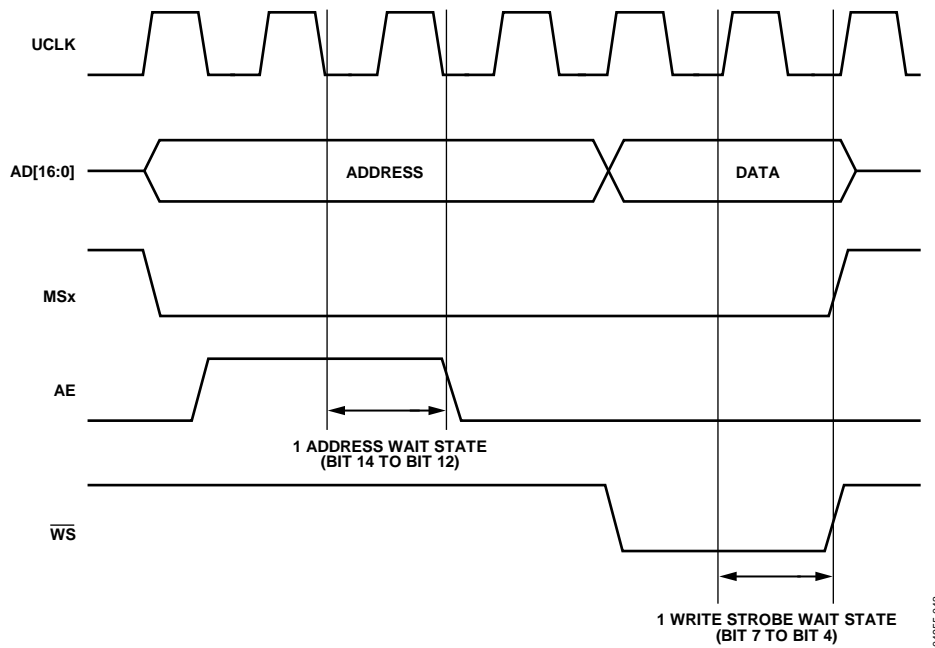 UCLK
AD[16:0]
ADDRESS
DATA
MSx
AE
1 ADDRESS WAIT STATE
(BIT 14 TO BIT 12)
WS
1 WRITE STROBE WAIT STATE
(BIT 7 TO BIT 4)